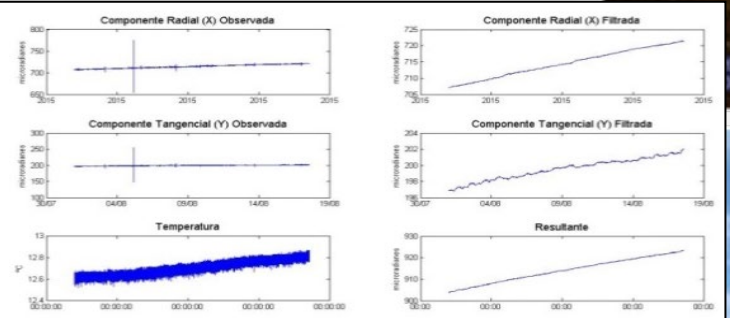 Componente Radial (X) Observada
800
750
700
650
microradianes
2015 2015 2015 2015 2015
Componente Radial (X) Filtrada
725
720
715
710
705
microradianes
2015 2015 2015 2015 2015
Componente Tangencial (Y) Observada
300
250
200
150
100
microradianes
30/07 04/08 09/08 14/08 19/08
Componente Tangencial (Y) Filtrada
204
202
200
198
196
microradianes
30/07 04/08 09/08 14/08 19/08
Temperatura
13
12.8
12.6
12.4
ºC
00:00:00 00:00:00 00:00:00 00:00:00 00:00:00
Resultante
930
920
910
900
microradianes
00:00:00 00:00:00 00:00:00 00:00:00 00:00:00